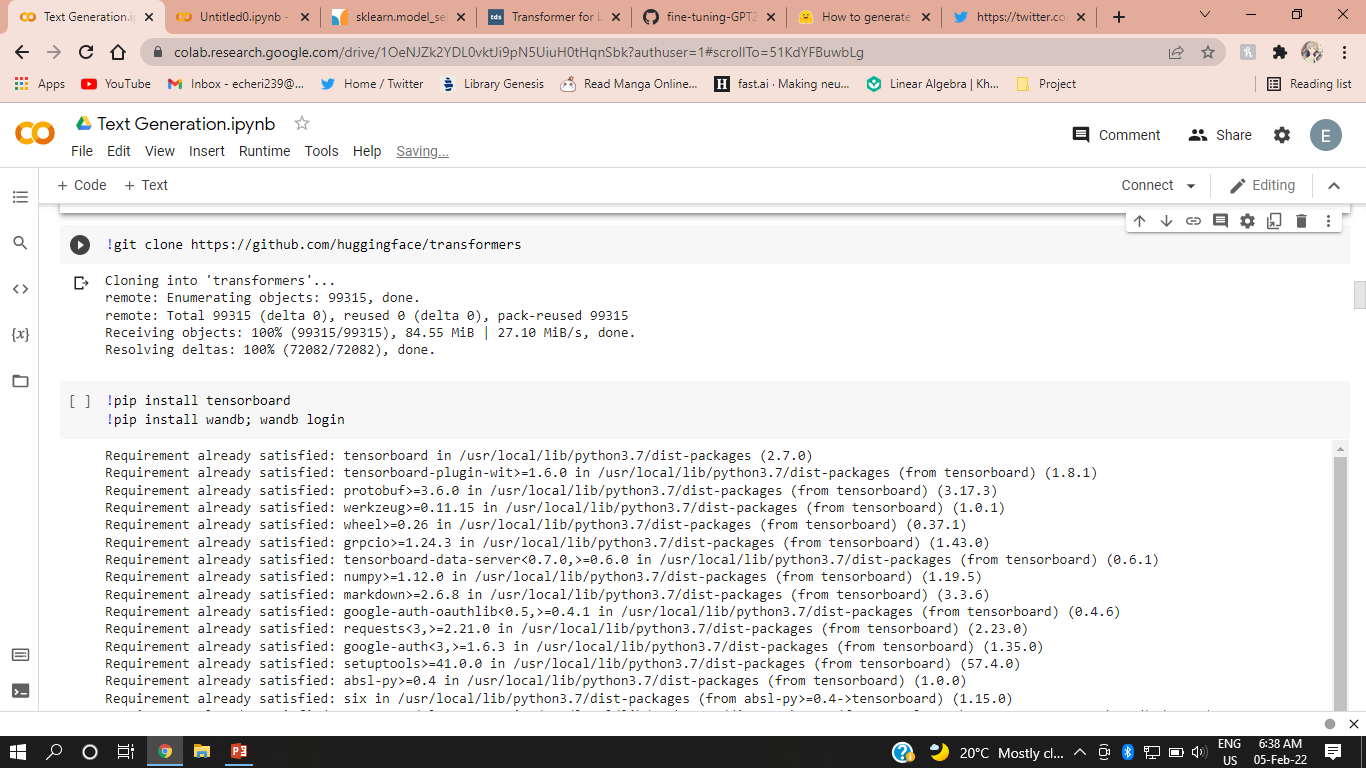 Text Generation.ipynb
Untitled0.ipynb -
sklearn.model_se
tds Transformer for L
fine-tuning-GPT2
How to generate
https://twitter.co
colab.research.google.com/drive/1OeNJZk2YDL0vktJi9pN5UiuH0tHqnSbk?authuser=1#scrollTo=51KdYFBuwbLg
Apps YouTube Inbox - echeri239@... Home / Twitter Library Genesis Read Manga Online... H fast.ai · Making neu... Linear Algebra | Kh... Project Reading list
Text Generation.ipynb
Comment Share E
File Edit View Insert Runtime Tools Help Saving...
+ Code + Text Connect Editing
!git clone https://github.com/huggingface/transformers
Cloning into 'transformers'...
remote: Enumerating objects: 99315, done.
remote: Total 99315 (delta 0), reused 0 (delta 0), pack-reused 99315
Receiving objects: 100% (99315/99315), 84.55 MiB | 27.10 MiB/s, done.
Resolving deltas: 100% (72082/72082), done.
[ ] !pip install tensorboard
!pip install wandb; wandb login
Requirement already satisfied: tensorboard in /usr/local/lib/python3.7/dist-packages (2.7.0)
Requirement already satisfied: tensorboard-plugin-wit>=1.6.0 in /usr/local/lib/python3.7/dist-packages (from tensorboard) (1.8.1)
Requirement already satisfied: protobuf>=3.6.0 in /usr/local/lib/python3.7/dist-packages (from tensorboard) (3.17.3)
Requirement already satisfied: werkzeug>=0.11.15 in /usr/local/lib/python3.7/dist-packages (from tensorboard) (1.0.1)
Requirement already satisfied: wheel>=0.26 in /usr/local/lib/python3.7/dist-packages (from tensorboard) (0.37.1)
Requirement already satisfied: grpcio>=1.24.3 in /usr/local/lib/python3.7/dist-packages (from tensorboard) (1.43.0)
Requirement already satisfied: tensorboard-data-server<0.7.0,>=0.6.0 in /usr/local/lib/python3.7/dist-packages (from tensorboard) (0.6.1)
Requirement already satisfied: numpy>=1.12.0 in /usr/local/lib/python3.7/dist-packages (from tensorboard) (1.19.5)
Requirement already satisfied: markdown>=2.6.8 in /usr/local/lib/python3.7/dist-packages (from tensorboard) (3.3.6)
Requirement already satisfied: google-auth-oauthlib<0.5,>=0.4.1 in /usr/local/lib/python3.7/dist-packages (from tensorboard) (0.4.6)
Requirement already satisfied: requests<3,>=2.21.0 in /usr/local/lib/python3.7/dist-packages (from tensorboard) (2.23.0)
Requirement already satisfied: google-auth<3,>=1.6.3 in /usr/local/lib/python3.7/dist-packages (from tensorboard) (1.35.0)
Requirement already satisfied: setuptools>=41.0.0 in /usr/local/lib/python3.7/dist-packages (from tensorboard) (57.4.0)
Requirement already satisfied: absl-py>=0.4 in /usr/local/lib/python3.7/dist-packages (from tensorboard) (1.0.0)
Requirement already satisfied: six in /usr/local/lib/python3.7/dist-packages (from absl-py>=0.4->tensorboard) (1.15.0)
20°C Mostly cl... ENG 6:38 AM
US 05-Feb-22